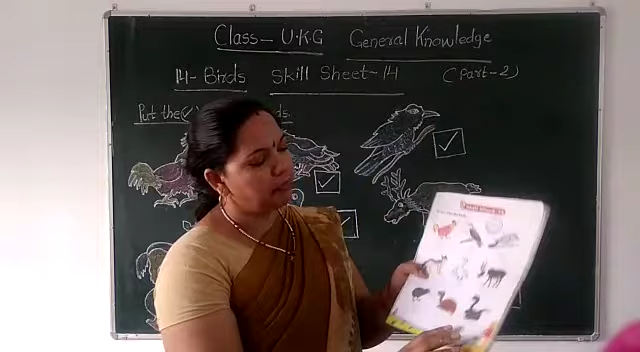 Class - U.K.G General Knowledge
14- Birds Skill Sheet- 14 (Part-2)
Put the (✓)